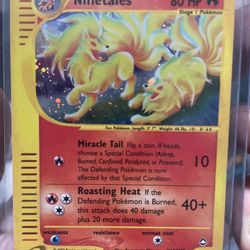 Ninetales 80 HP
Stage 1 Pokémon
Fox Pokémon, Length: 3' 7", Weight: 44 lbs.
Miracle Tail Flip a coin. If heads,
choose a Special Condition (Asleep,
Burned, Confused, Paralyzed, or Poisoned).
The Defending Pokémon is now
affected by that Special Condition.
10
Roasting Heat If the
Defending Pokémon is Burned,
this attack does 40 damage
plus 20 more damage.
40+
weakness resistance retreat cost